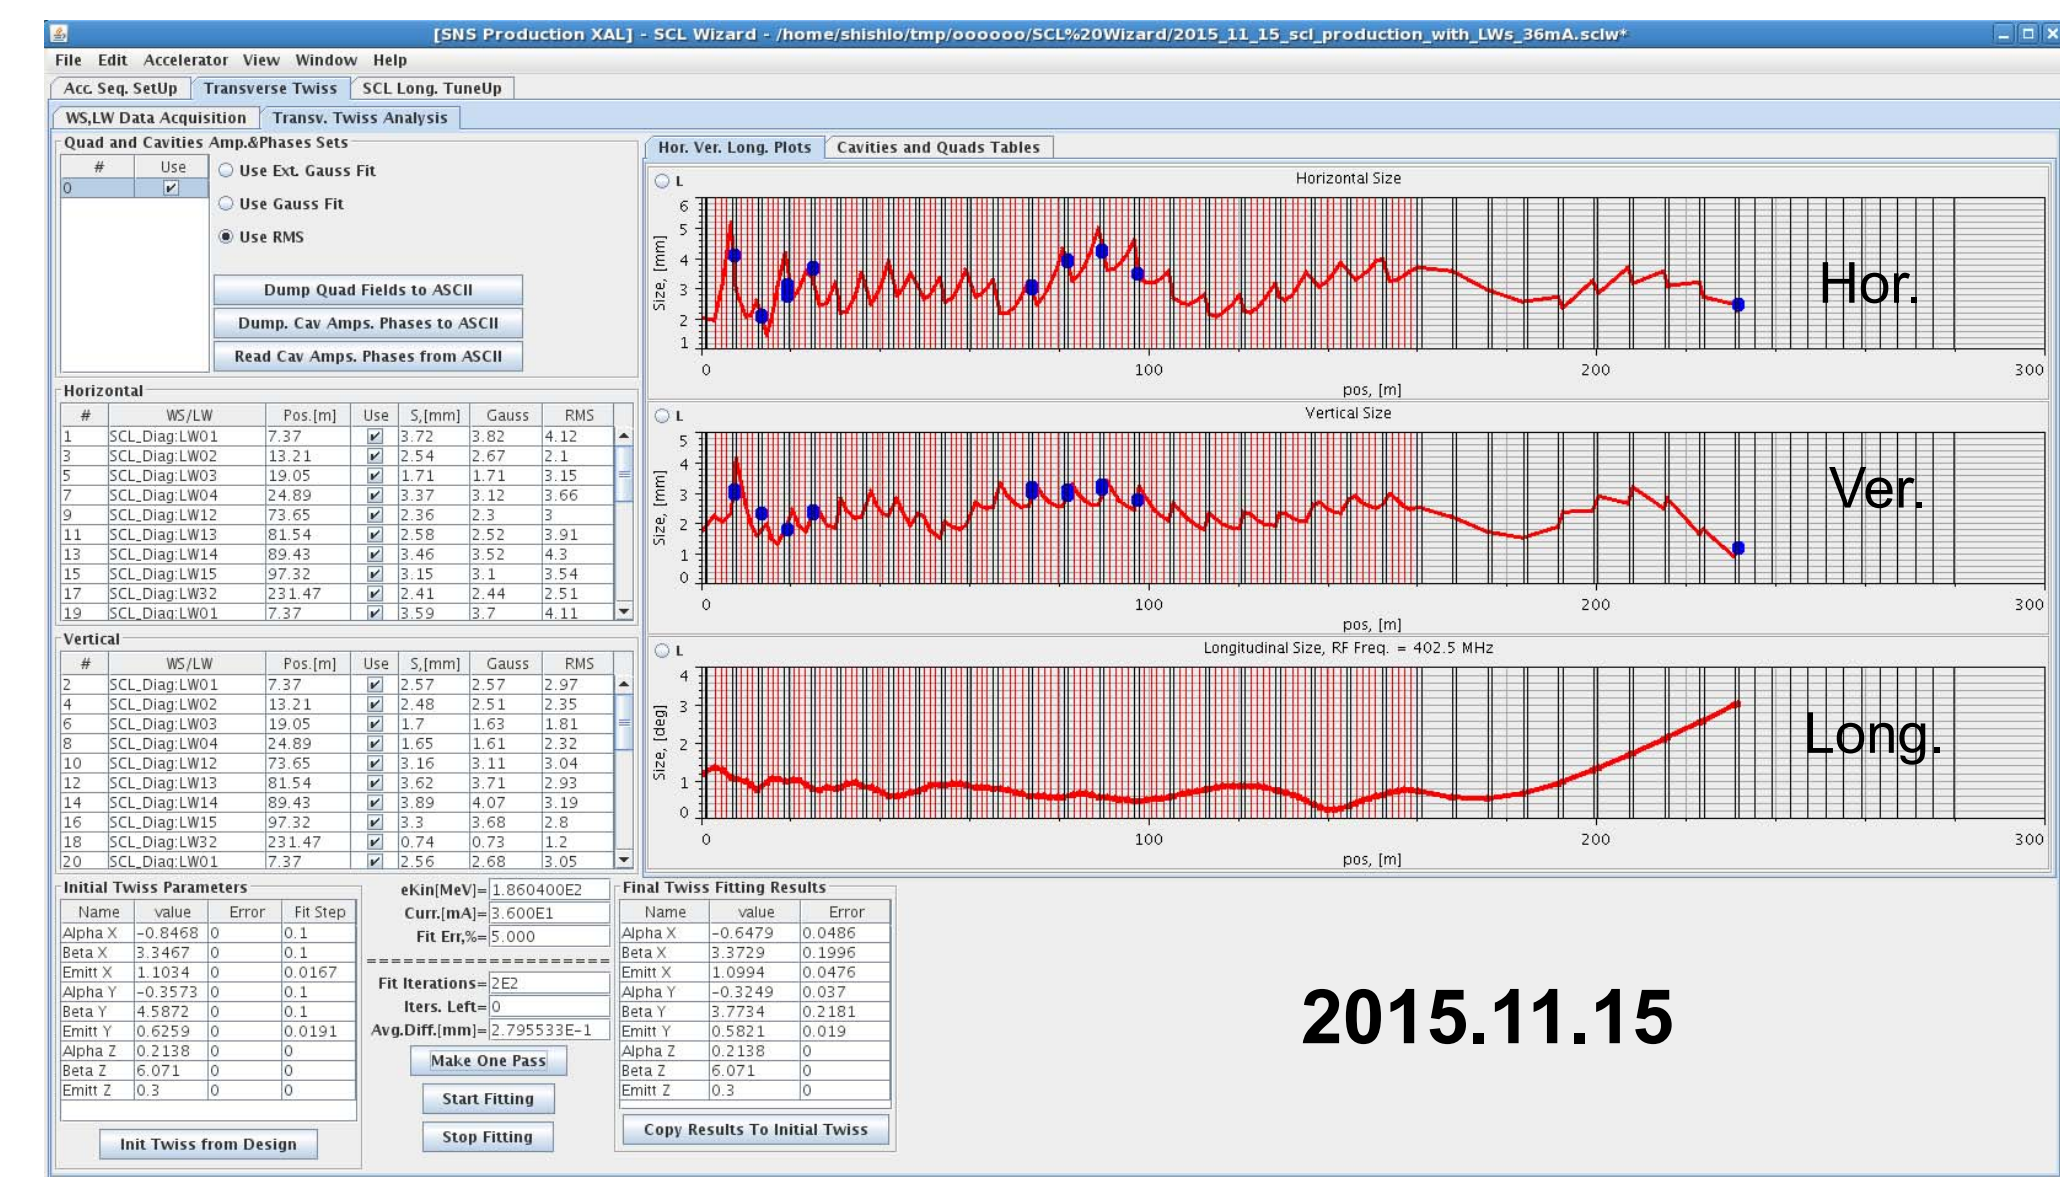 [SNS Production XAL] - SCL Wizard - /home/shishlo/tmp/oooooo/SCL%20Wizard/2015_11_15_scl_production_with_LWs_36mA.sclw*
File Edit Accelerator View Window Help
Acc. Seq. SetUp Transverse Twiss SCL Long. TuneUp
WS,LW Data Acquisition Transv. Twiss Analysis
Quad and Cavities Amp.&Phases Sets
# Use
0
Use Ext. Gauss Fit
Use Gauss Fit
Use RMS
Dump Quad Fields to ASCII
Dump. Cav Amps. Phases to ASCII
Read Cav Amps. Phases from ASCII
Horizontal
# WS/LW Pos.[m] Use S,[mm] Gauss RMS
1 SCL_Diag:LW01 7.37 3.72 3.82 4.12
3 SCL_Diag:LW02 13.21 2.54 2.67 2.1
5 SCL_Diag:LW03 19.05 1.71 1.71 3.15
7 SCL_Diag:LW04 24.89 3.37 3.12 3.66
9 SCL_Diag:LW12 73.65 2.36 2.3 3
11 SCL_Diag:LW13 81.54 2.58 2.52 3.91
13 SCL_Diag:LW14 89.43 3.46 3.52 4.3
15 SCL_Diag:LW15 97.32 3.15 3.1 3.54
17 SCL_Diag:LW32 231.47 2.41 2.44 2.51
19 SCL_Diag:LW01 7.37 3.59 3.7 4.11
Vertical
# WS/LW Pos.[m] Use S,[mm] Gauss RMS
2 SCL_Diag:LW01 7.37 2.57 2.57 2.97
4 SCL_Diag:LW02 13.21 2.48 2.51 2.35
6 SCL_Diag:LW03 19.05 1.7 1.63 1.81
8 SCL_Diag:LW04 24.89 1.65 1.61 2.32
10 SCL_Diag:LW12 73.65 3.16 3.11 3.04
12 SCL_Diag:LW13 81.54 3.62 3.71 2.93
14 SCL_Diag:LW14 89.43 3.89 4.07 3.19
16 SCL_Diag:LW15 97.32 3.3 3.68 2.8
18 SCL_Diag:LW32 231.47 0.74 0.73 1.2
20 SCL_Diag:LW01 7.37 2.56 2.68 3.05
Hor. Ver. Long. Plots Cavities and Quads Tables
L Horizontal Size
Size, [mm]
6
5
4
3
2
1
0 100 200 300
pos, [m]
Hor.
L Vertical Size
Size, [mm]
5
4
3
2
1
0
0 100 200 300
pos, [m]
Ver.
L Longitudinal Size, RF Freq. = 402.5 MHz
Size, [deg]
4
3
2
1
0
0 100 200 300
pos, [m]
Long.
Initial Twiss Parameters
Name value Error Fit Step
Alpha X -0.8468 0 0.1
Beta X 3.3467 0 0.1
Emitt X 1.1034 0 0.0167
Alpha Y -0.3573 0 0.1
Beta Y 4.5872 0 0.1
Emitt Y 0.6259 0 0.0191
Alpha Z 0.2138 0 0
Beta Z 6.071 0 0
Emitt Z 0.3 0 0
Init Twiss from Design
eKin[MeV]= 1.860400E2
Curr.[mA]= 3.600E1
Fit Err,%= 5.000
======================
Fit Iterations= 2E2
Iters. Left= 0
Avg.Diff.[mm]= 2.795533E-1
Make One Pass
Start Fitting
Stop Fitting
Final Twiss Fitting Results
Name value Error
Alpha X -0.6479 0.0486
Beta X 3.3729 0.1996
Emitt X 1.0994 0.0476
Alpha Y -0.3249 0.037
Beta Y 3.7734 0.2181
Emitt Y 0.5821 0.019
Alpha Z 0.2138 0
Beta Z 6.071 0
Emitt Z 0.3 0
Copy Results To Initial Twiss
2015.11.15